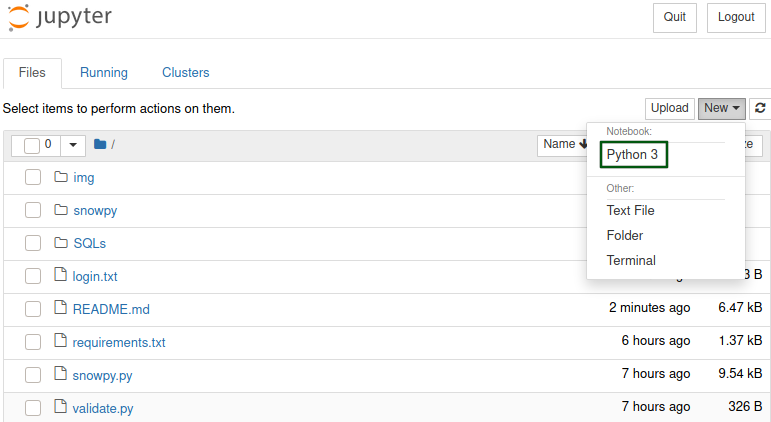 jupyter
Quit Logout
Files Running Clusters
Select items to perform actions on them.
Upload New
0 /
Name
Notebook:
Python 3
Other:
Text File
Folder
Terminal
img
snowpy
SQLs
login.txt B
README.md 2 minutes ago 6.47 kB
requirements.txt 6 hours ago 1.37 kB
snowpy.py 7 hours ago 9.54 kB
validate.py 7 hours ago 326 B